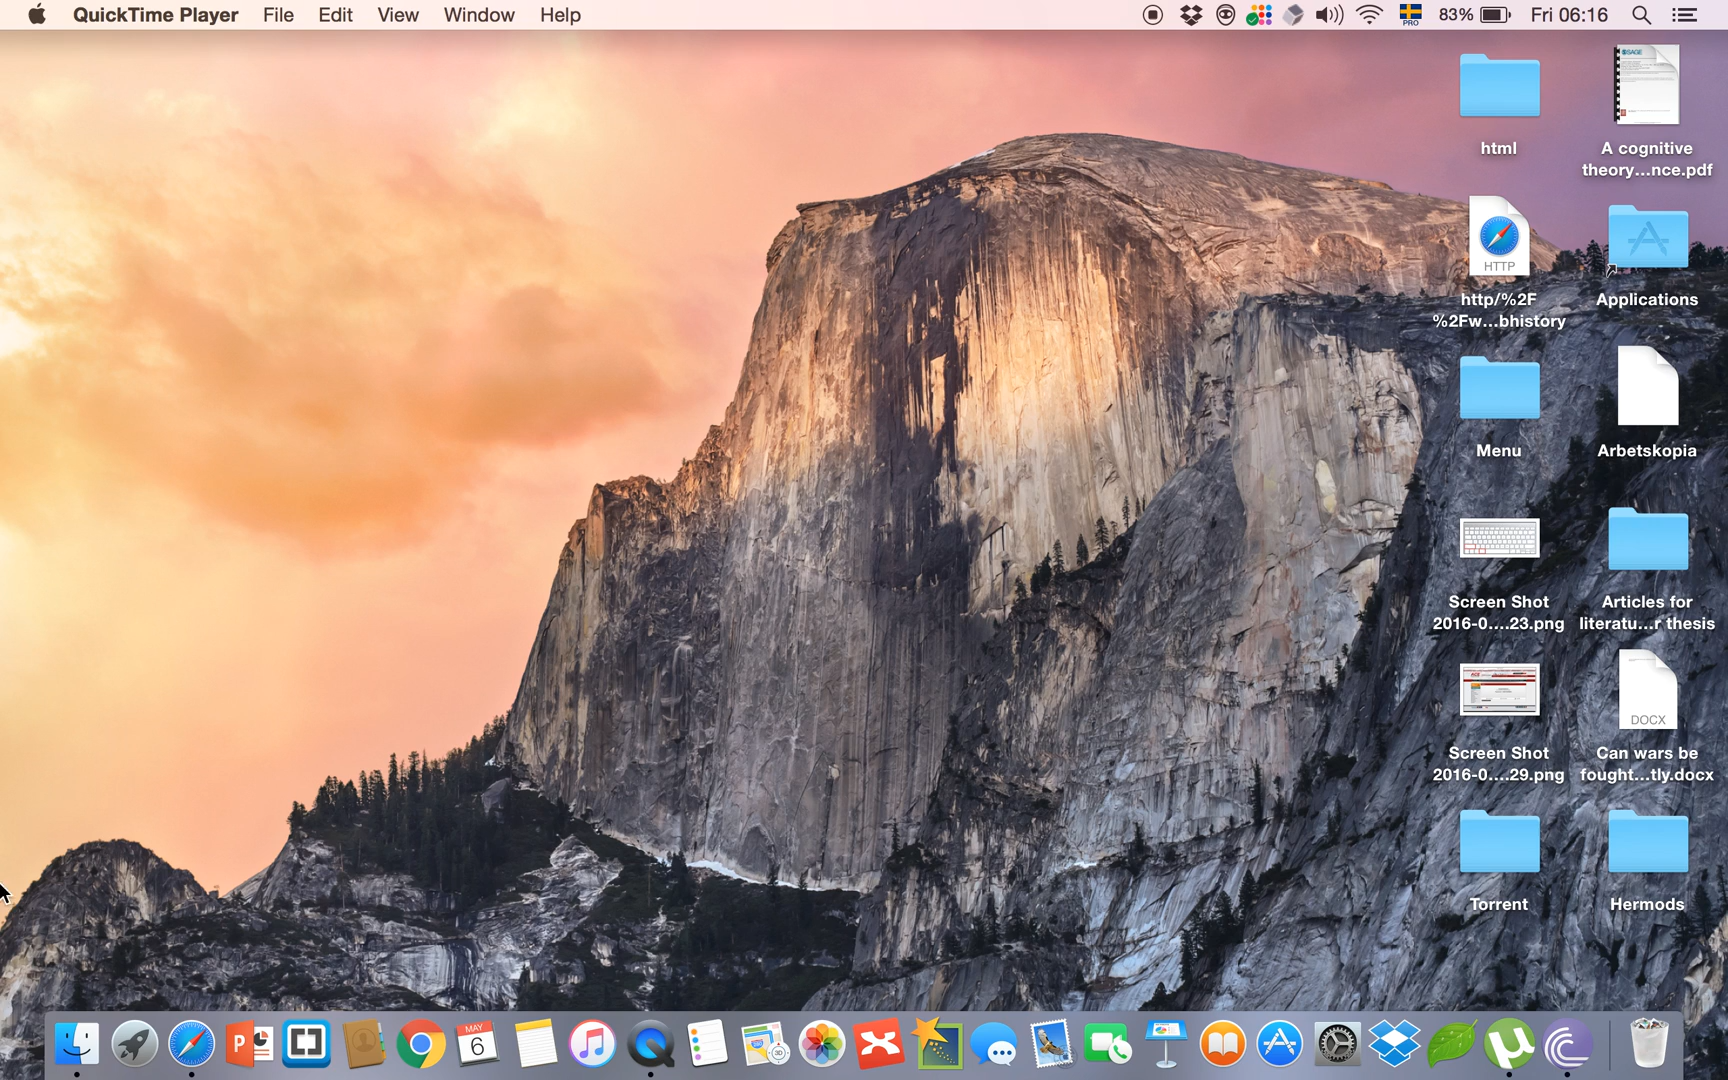 QuickTime Player File Edit View Window Help PRO 83% Fri 06:16
html
A cognitive
theory...nce.pdf
HTTP
http/%2F
%2Fw...bhistory
Applications
Menu
Arbetskopia
Screen Shot
2016-0....23.png
Articles for
literatu...r thesis
Screen Shot
2016-0....29.png
DOCX
Can wars be
fought...tly.docx
Torrent
Hermods
MAY
6
3D